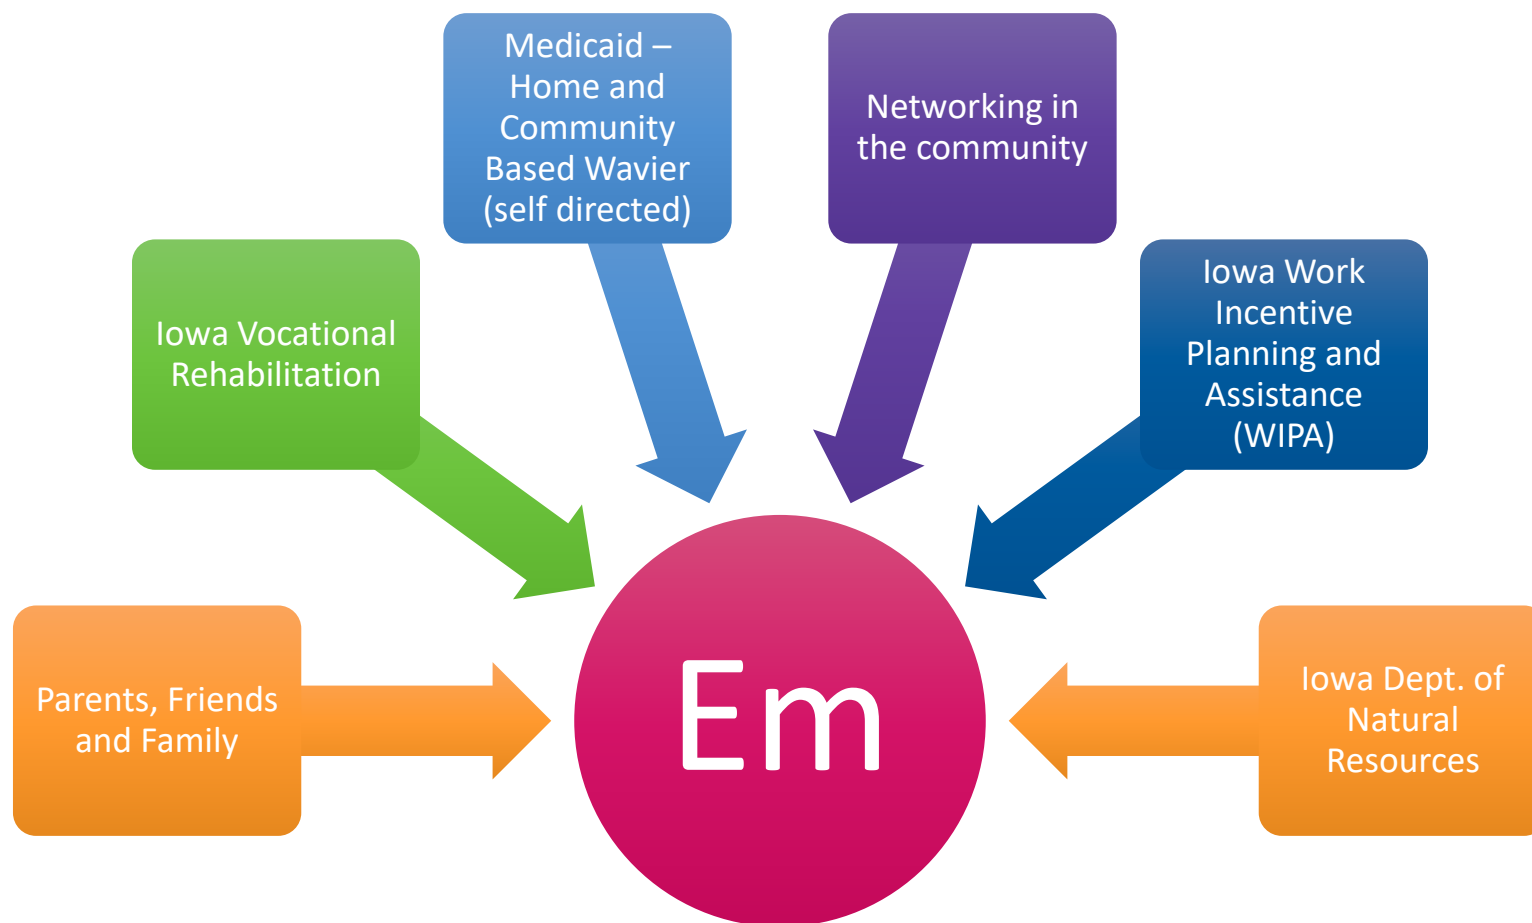 Medicaid –
Home and
Community
Based Wavier
(self directed)
Networking in
the community
Iowa Vocational
Rehabilitation
Iowa Work
Incentive
Planning and
Assistance
(WIPA)
Parents, Friends
and Family
Em
Iowa Dept. of
Natural
Resources